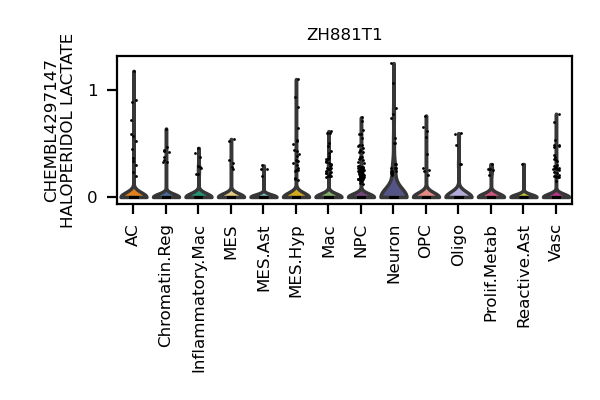 ZH881T1
CHEMBL4297147
HALOPERIDOL LACTATE
1
0
AC
Chromatin.Reg
Inflammatory.Mac
MES
MES.Ast
MES.Hyp
Mac
NPC
Neuron
OPC
Oligo
Prolif.Metab
Reactive.Ast
Vasc